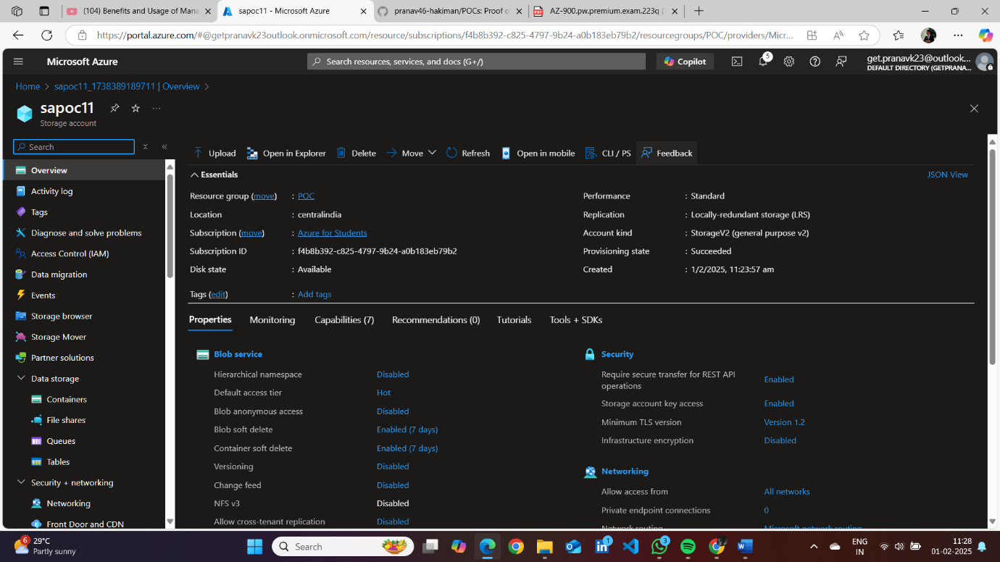 (104) Benefits and Usage of Mana
sapoc11 - Microsoft Azure
pranav46-hakiman/POCs: Proof o
AZ-900.pw.premium.exam.223q (
https://portal.azure.com/#@getpranavk23outlook.onmicrosoft.com/resource/subscriptions/f4b8b392-c825-4797-9b24-a0b183eb79b2/resourcegroups/POC/providers/Micr...
Microsoft Azure
Search resources, services, and docs (G+/)
Copilot
5
get.pranavk23@outlook....
DEFAULT DIRECTORY (GETPRANA...
Home > sapoc11_1738389189711 | Overview >
sapoc11
Storage account
Search
Overview
Activity log
Tags
Diagnose and solve problems
Access Control (IAM)
Data migration
Events
Storage browser
Storage Mover
Partner solutions
Data storage
Containers
File shares
Queues
Tables
Security + networking
Networking
Front Door and CDN
Upload
Open in Explorer
Delete
Move
Refresh
Open in mobile
CLI / PS
Feedback
Essentials
JSON View
Resource group (move) : POC
Location : centralindia
Subscription (move) : Azure for Students
Subscription ID : f4b8b392-c825-4797-9b24-a0b183eb79b2
Disk state : Available
Tags (edit) : Add tags
Performance : Standard
Replication : Locally-redundant storage (LRS)
Account kind : StorageV2 (general purpose v2)
Provisioning state : Succeeded
Created : 1/2/2025, 11:23:57 am
Properties
Monitoring
Capabilities (7)
Recommendations (0)
Tutorials
Tools + SDKs
Blob service
Hierarchical namespace Disabled
Default access tier Hot
Blob anonymous access Disabled
Blob soft delete Enabled (7 days)
Container soft delete Enabled (7 days)
Versioning Disabled
Change feed Disabled
NFS v3 Disabled
Allow cross-tenant replication Disabled
Security
Require secure transfer for REST API
operations Enabled
Storage account key access Enabled
Minimum TLS version Version 1.2
Infrastructure encryption Disabled
Networking
Allow access from All networks
Private endpoint connections 0
Network routing Microsoft network routing
6
29°C
Partly sunny
Search
1
3
ENG
IN
11:28
01-02-2025